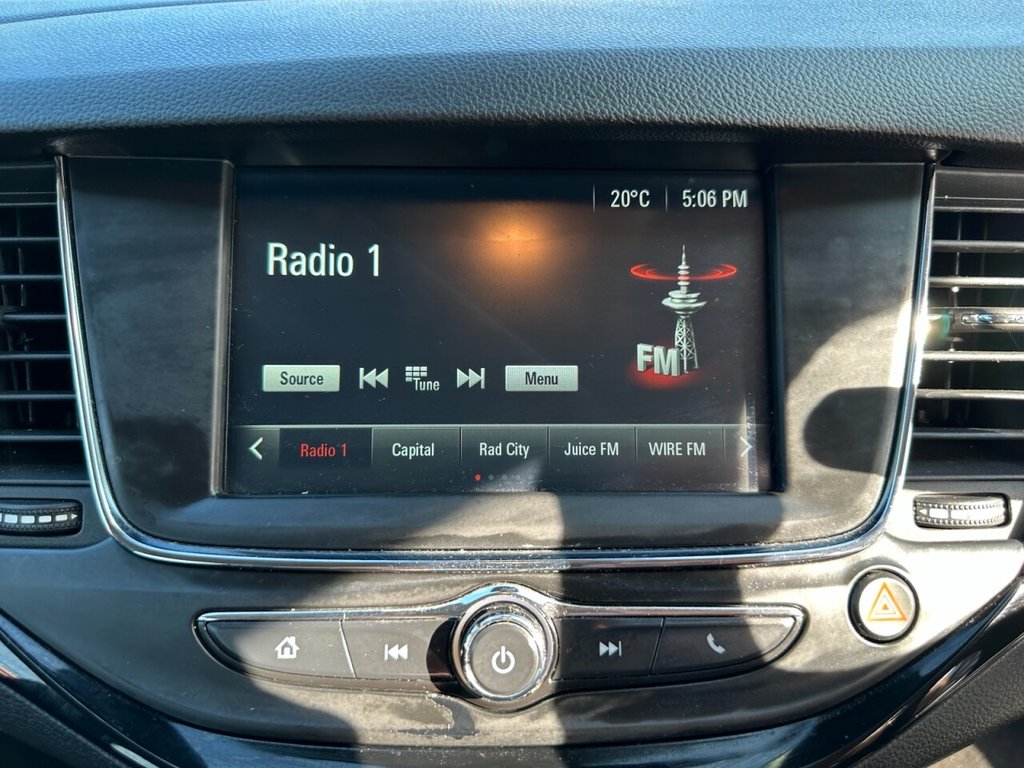 20°C 5:06 PM
Radio 1
FM
Source Tune Menu
Radio 1 Capital Rad City Juice FM WIRE FM